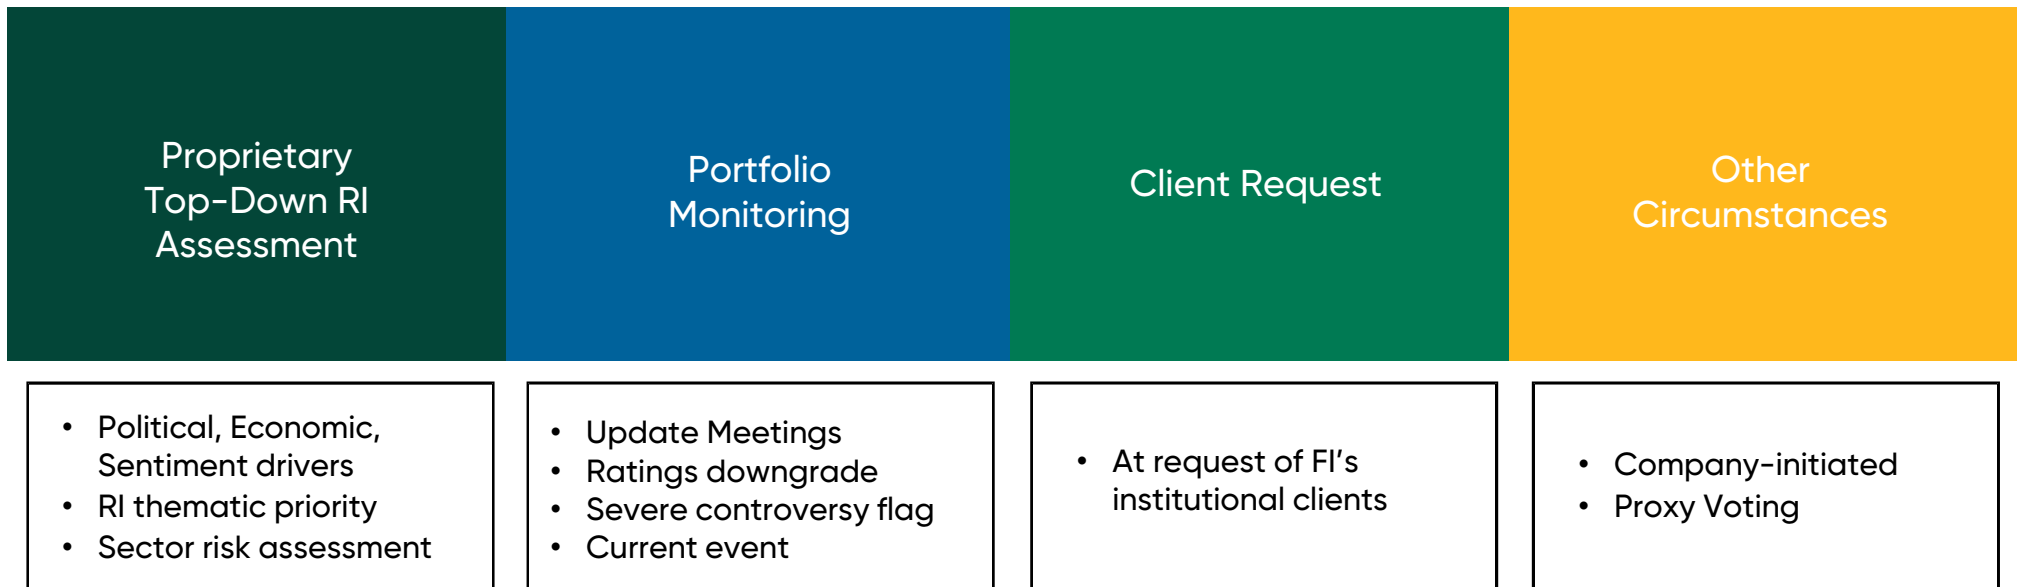 Proprietary
Top-Down RI
Assessment
Portfolio
Monitoring
Client Request
Other
Circumstances
• Political, Economic,
Sentiment drivers
• RI thematic priority
• Sector risk assessment
• Update Meetings
• Ratings downgrade
• Severe controversy flag
• Current event
• At request of FI's
institutional clients
• Company-initiated
• Proxy Voting